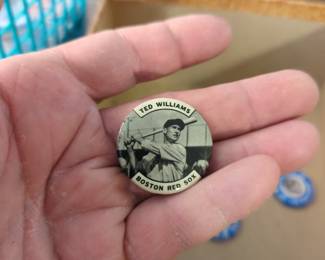 TED WILLIAMS
BOSTON RED SOX